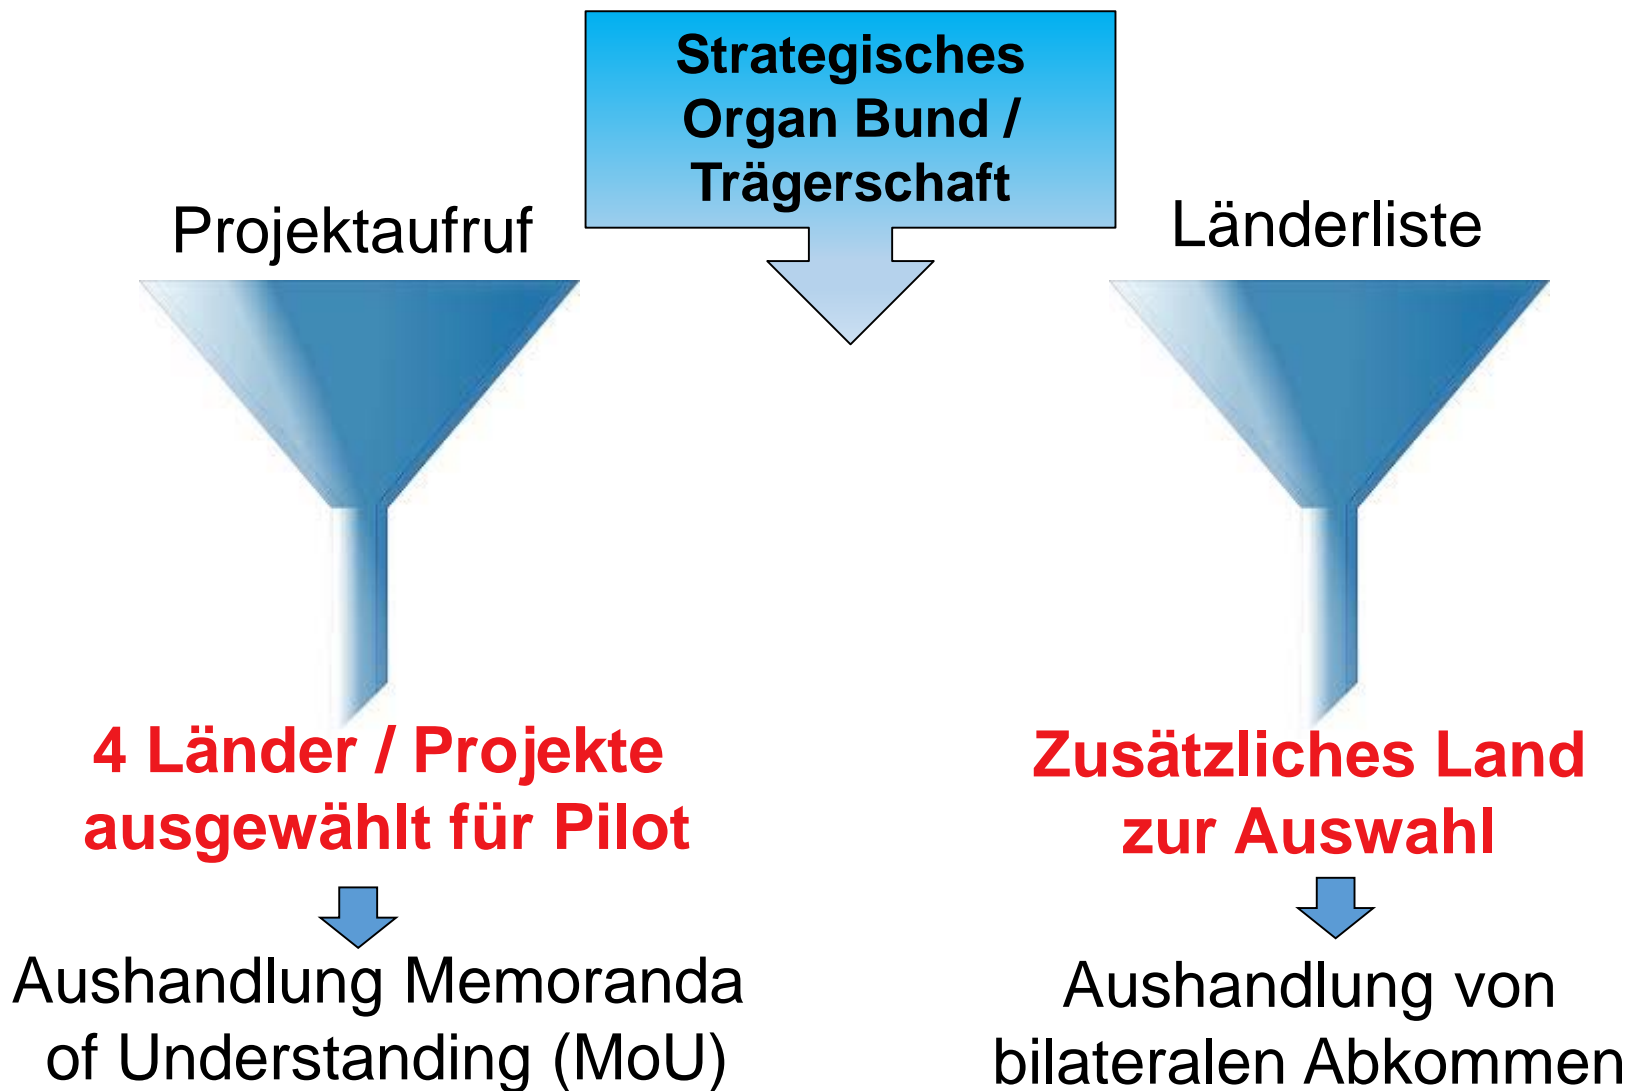 Strategisches
Organ Bund /
Trägerschaft
Projektaufruf
Länderliste
4 Länder / Projekte
ausgewählt für Pilot
Zusätzliches Land
zur Auswahl
Aushandlung Memoranda
of Understanding (MoU)
Aushandlung von
bilateralen Abkommen